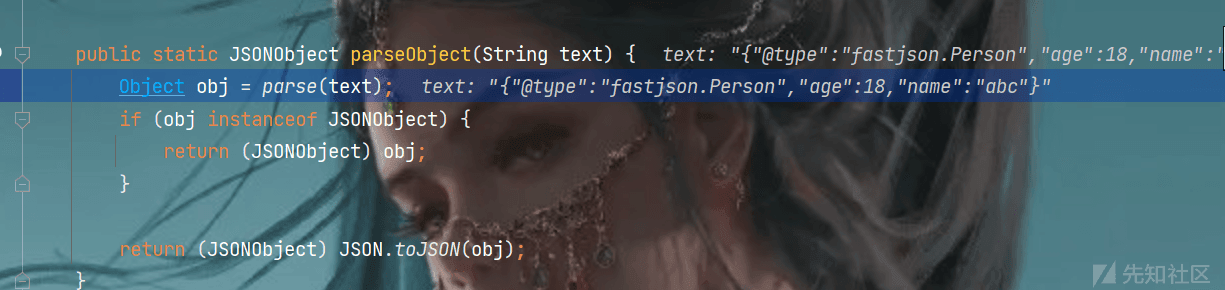 public static JSONObject parseObject(String text) {   text: "{"@type":"fastjson.Person","age":18,"name":"
Object obj = parse(text);   text: "{"@type":"fastjson.Person","age":18,"name":"abc"}"
if (obj instanceof JSONObject) {
return (JSONObject) obj;
}
return (JSONObject) JSON.toJSON(obj);
}
先知社区